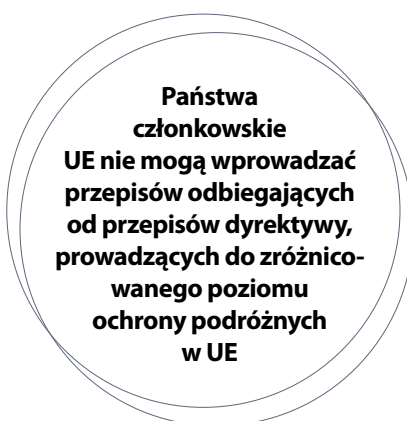 Państwa
członkowskie
UE nie mogą wprowadzać
przepisów odbiegających
od przepisów dyrektywy,
prowadzących do zróżnico-
wanego poziomu
ochrony podróżnych
w UE